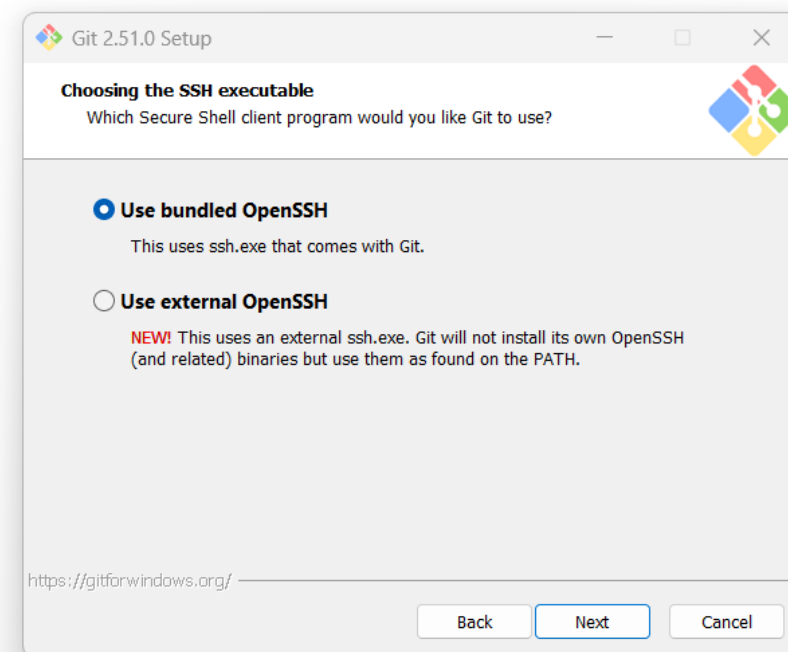 Git 2.51.0 Setup
Choosing the SSH executable
Which Secure Shell client program would you like Git to use?
Use bundled OpenSSH
This uses ssh.exe that comes with Git.
Use external OpenSSH
NEW! This uses an external ssh.exe. Git will not install its own OpenSSH
(and related) binaries but use them as found on the PATH.
https://gitforwindows.org/
Back Next Cancel